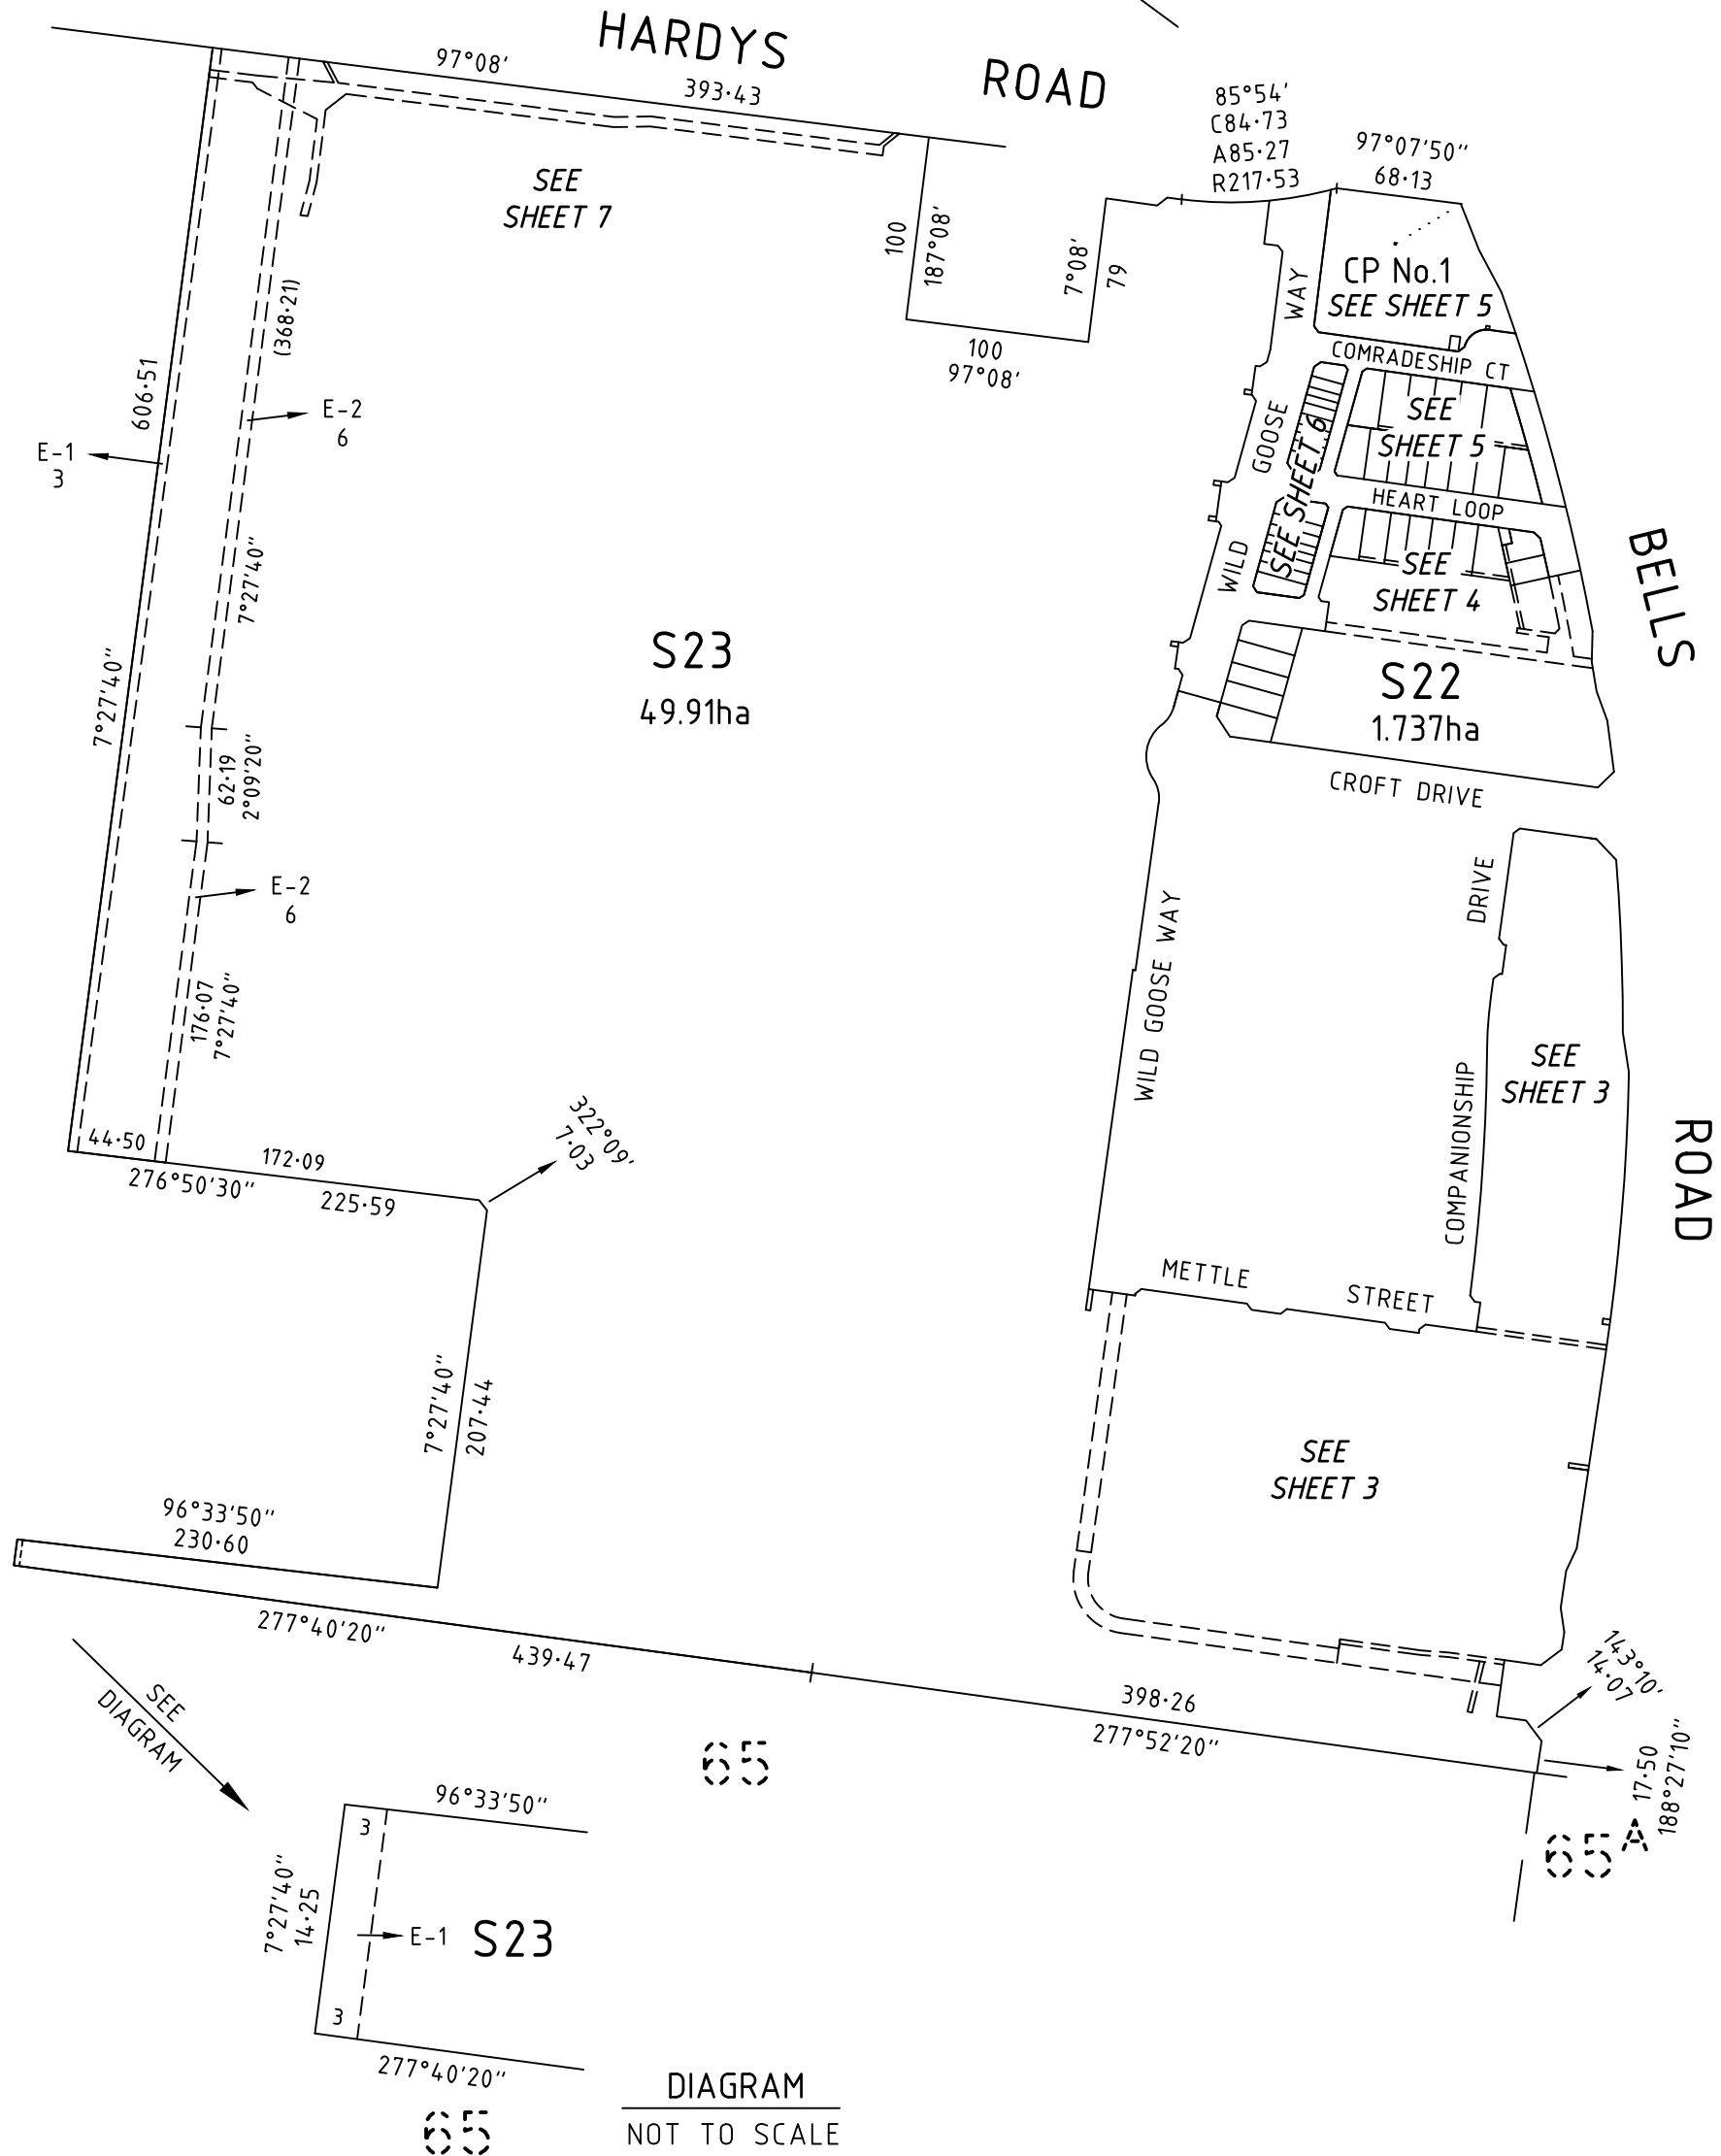 HARDYS ROAD
97°08'
393·43
85°54'
C84·73
A85·27
R217·53
97°07'50"
68·13
SEE
SHEET 7
100
187°08'
7°08'
79
100
97°08'
CP No.1
SEE SHEET 5
WAY
COMRADESHIP CT
(368·21)
606·51
E-2
6
E-1
3
GOOSE
SEE SHEET 6
SEE
SHEET 5
HEART LOOP
WILD
SEE
SHEET 4
BELLS
7°27'40"
7°27'40"
S23
49.91ha
S22
1.737ha
62·19
2°09'20"
CROFT DRIVE
E-2
6
DRIVE
WILD GOOSE WAY
176·07
7°27'40"
SEE
SHEET 3
COMPANIONSHIP
ROAD
44·50
172·09
276°50'30"
225·59
322°09'
7·03
METTLE STREET
7°27'40"
207·44
SEE
SHEET 3
96°33'50"
230·60
277°40'20"
439·47
398·26
277°52'20"
143°10'
14·07
17·50
188°27'10"
SEE
DIAGRAM
65
65A
96°33'50"
3
7°27'40"
14·25
E-1
S23
3
277°40'20"
65
DIAGRAM
NOT TO SCALE